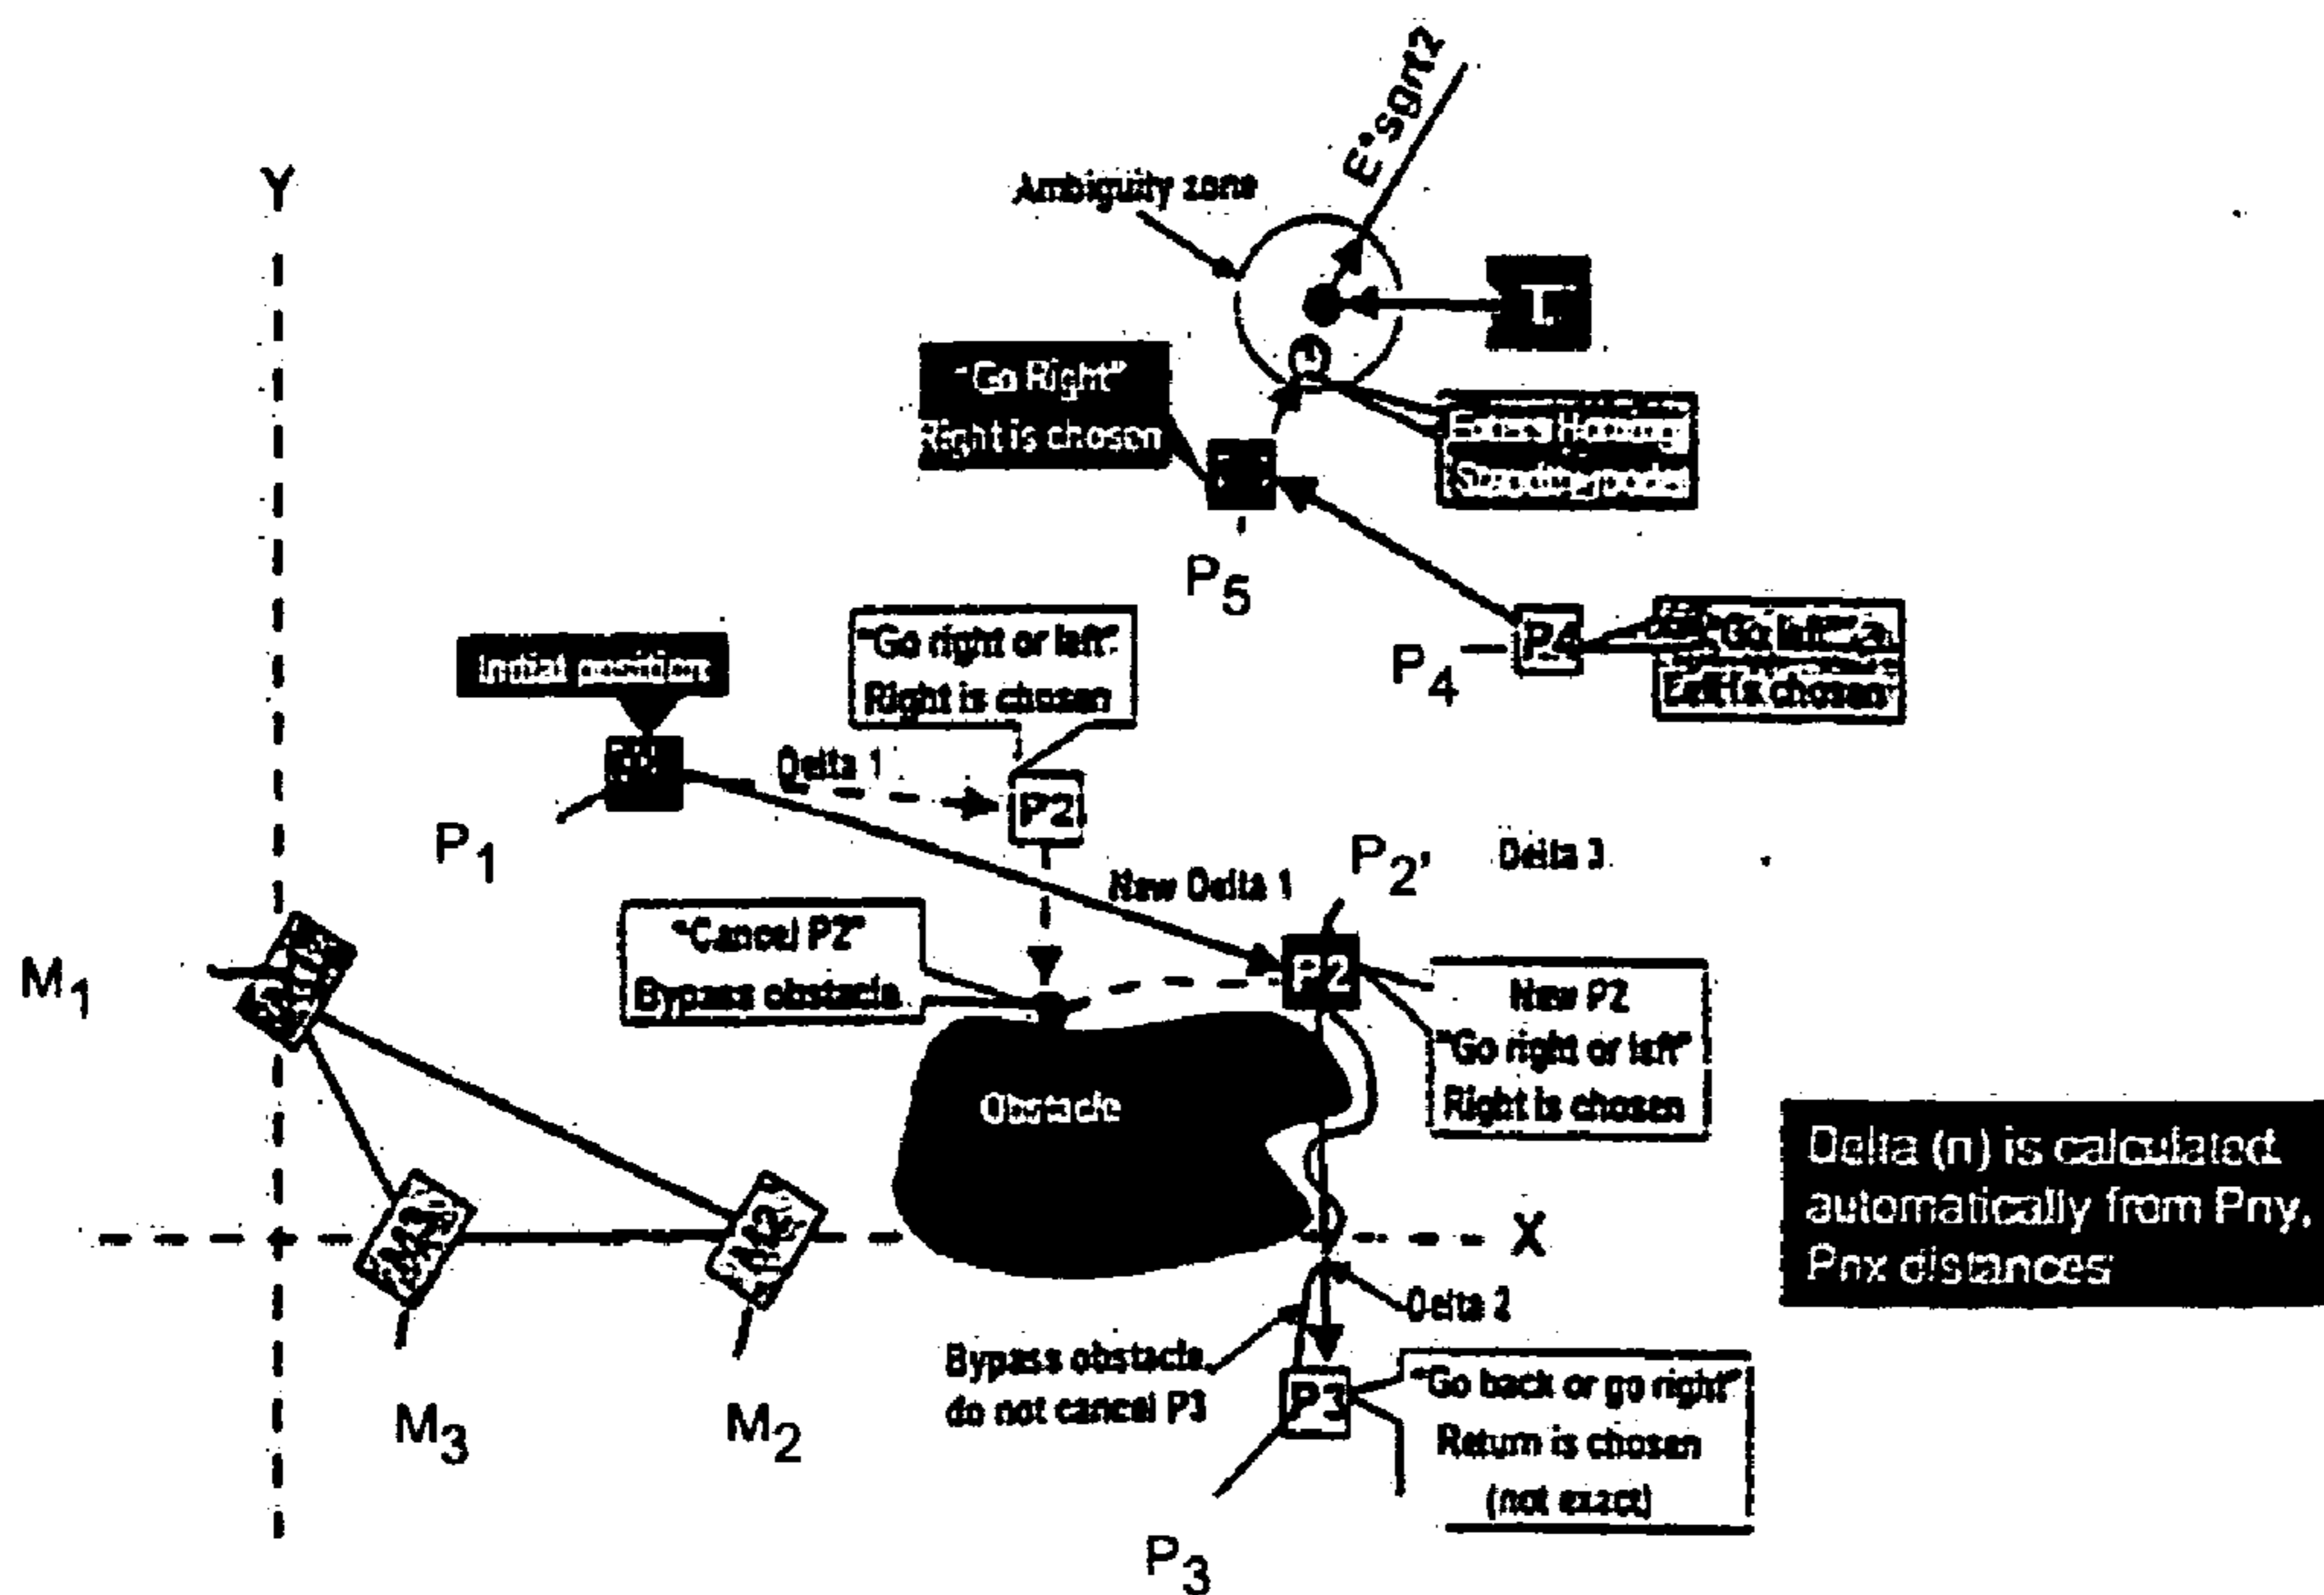 Y
Ambiguity zone
T
"Go Right"
Right is chosen
P5
P4
P4
"Go left"
Left is chosen
Initial position
"Go right or left"
Right is chosen
Delta 1
P2
P1
New Delta 1
P2'
Delta 3
"Cancel P2"
Bypass obstacle
P2
New P2
"Go right or left"
Right is chosen
M1
Obstacle
Delta (n) is calculated
automatically from Pny,
Pnx distances
X
Delta 2
Bypass obstacle
do not cancel P3
P3
"Go back or go right"
Return is chosen
(not exact)
M3
M2
P3